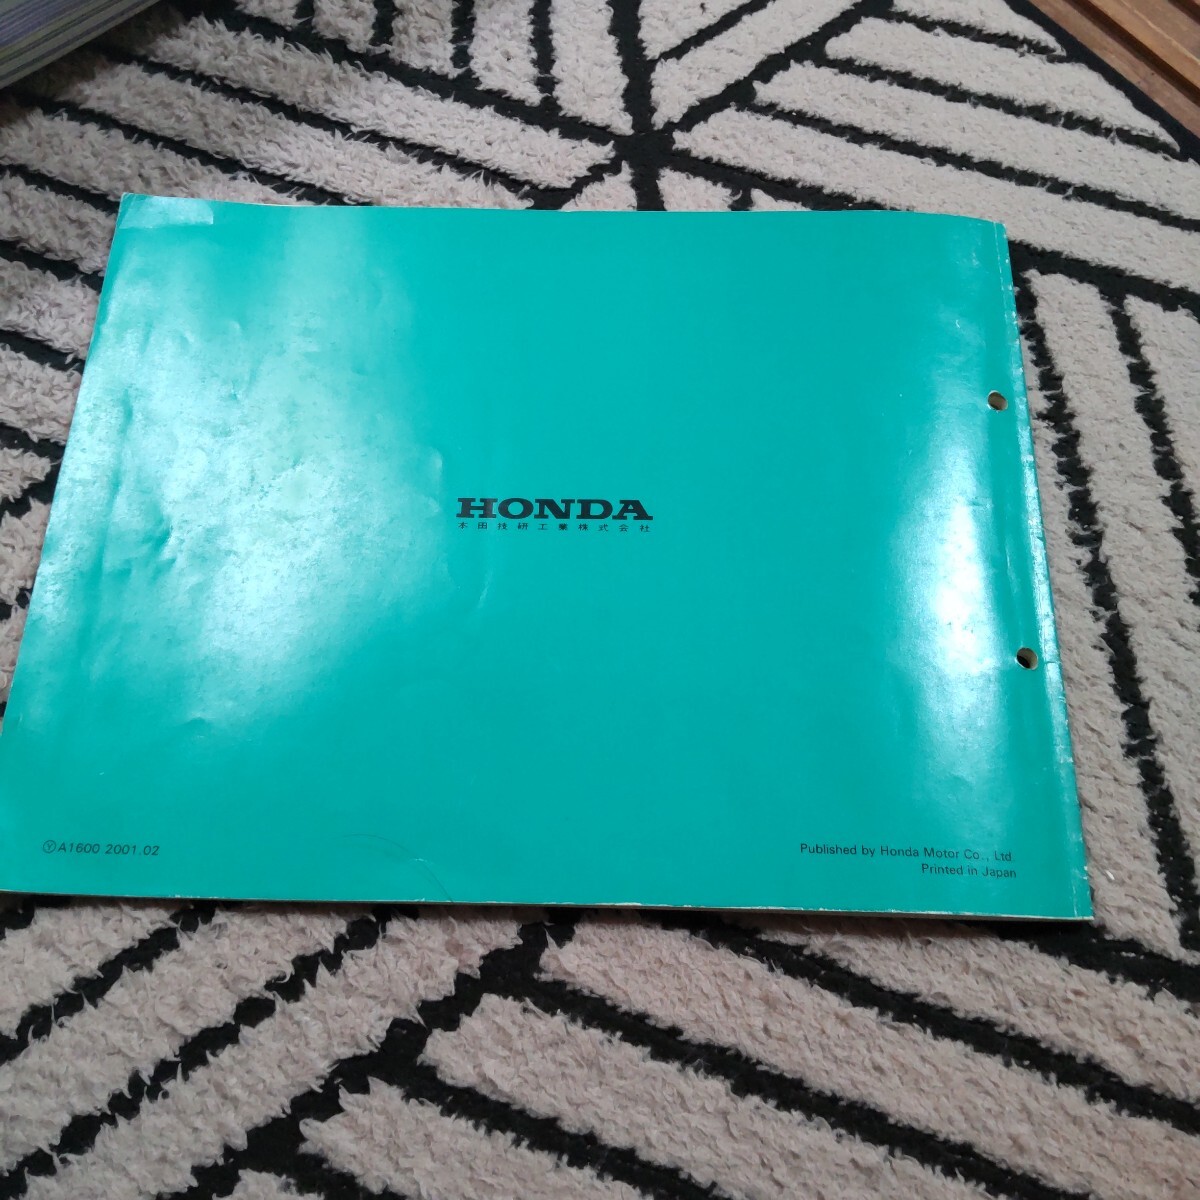 HONDA
本田技研工業株式会社
Ⓨ A1600 2001.02
Published by Honda Motor Co., Ltd.
Printed in Japan